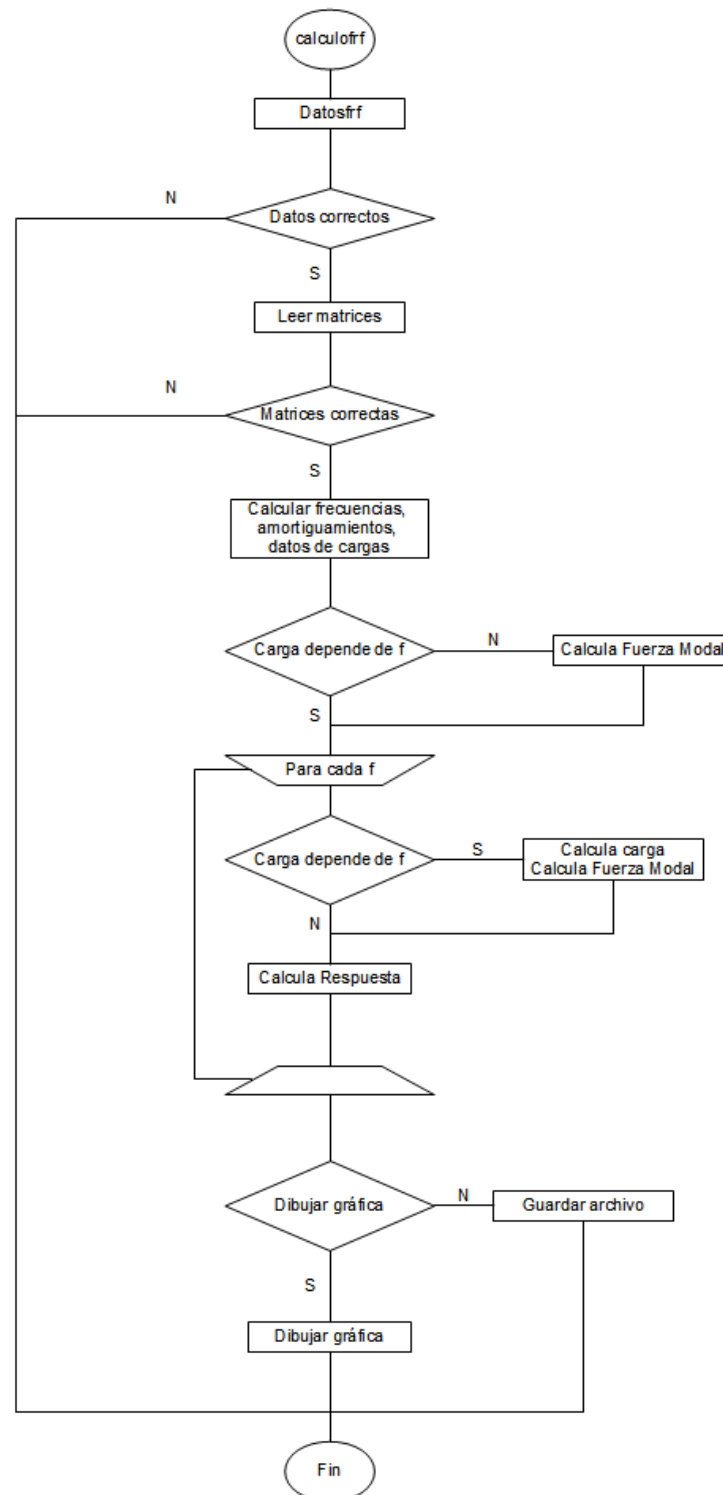 calculofrf
Datosfrf
N
Datos correctos
S
Leer matrices
N
Matrices correctas
S
Calcular frecuencias,
amortiguamientos,
datos de cargas
Carga depende de f
N
Calcula Fuerza Modal
S
Para cada f
Carga depende de f
S
Calcula carga
Calcula Fuerza Modal
N
Calcula Respuesta
Dibujar gráfica
N
Guardar archivo
S
Dibujar gráfica
Fin